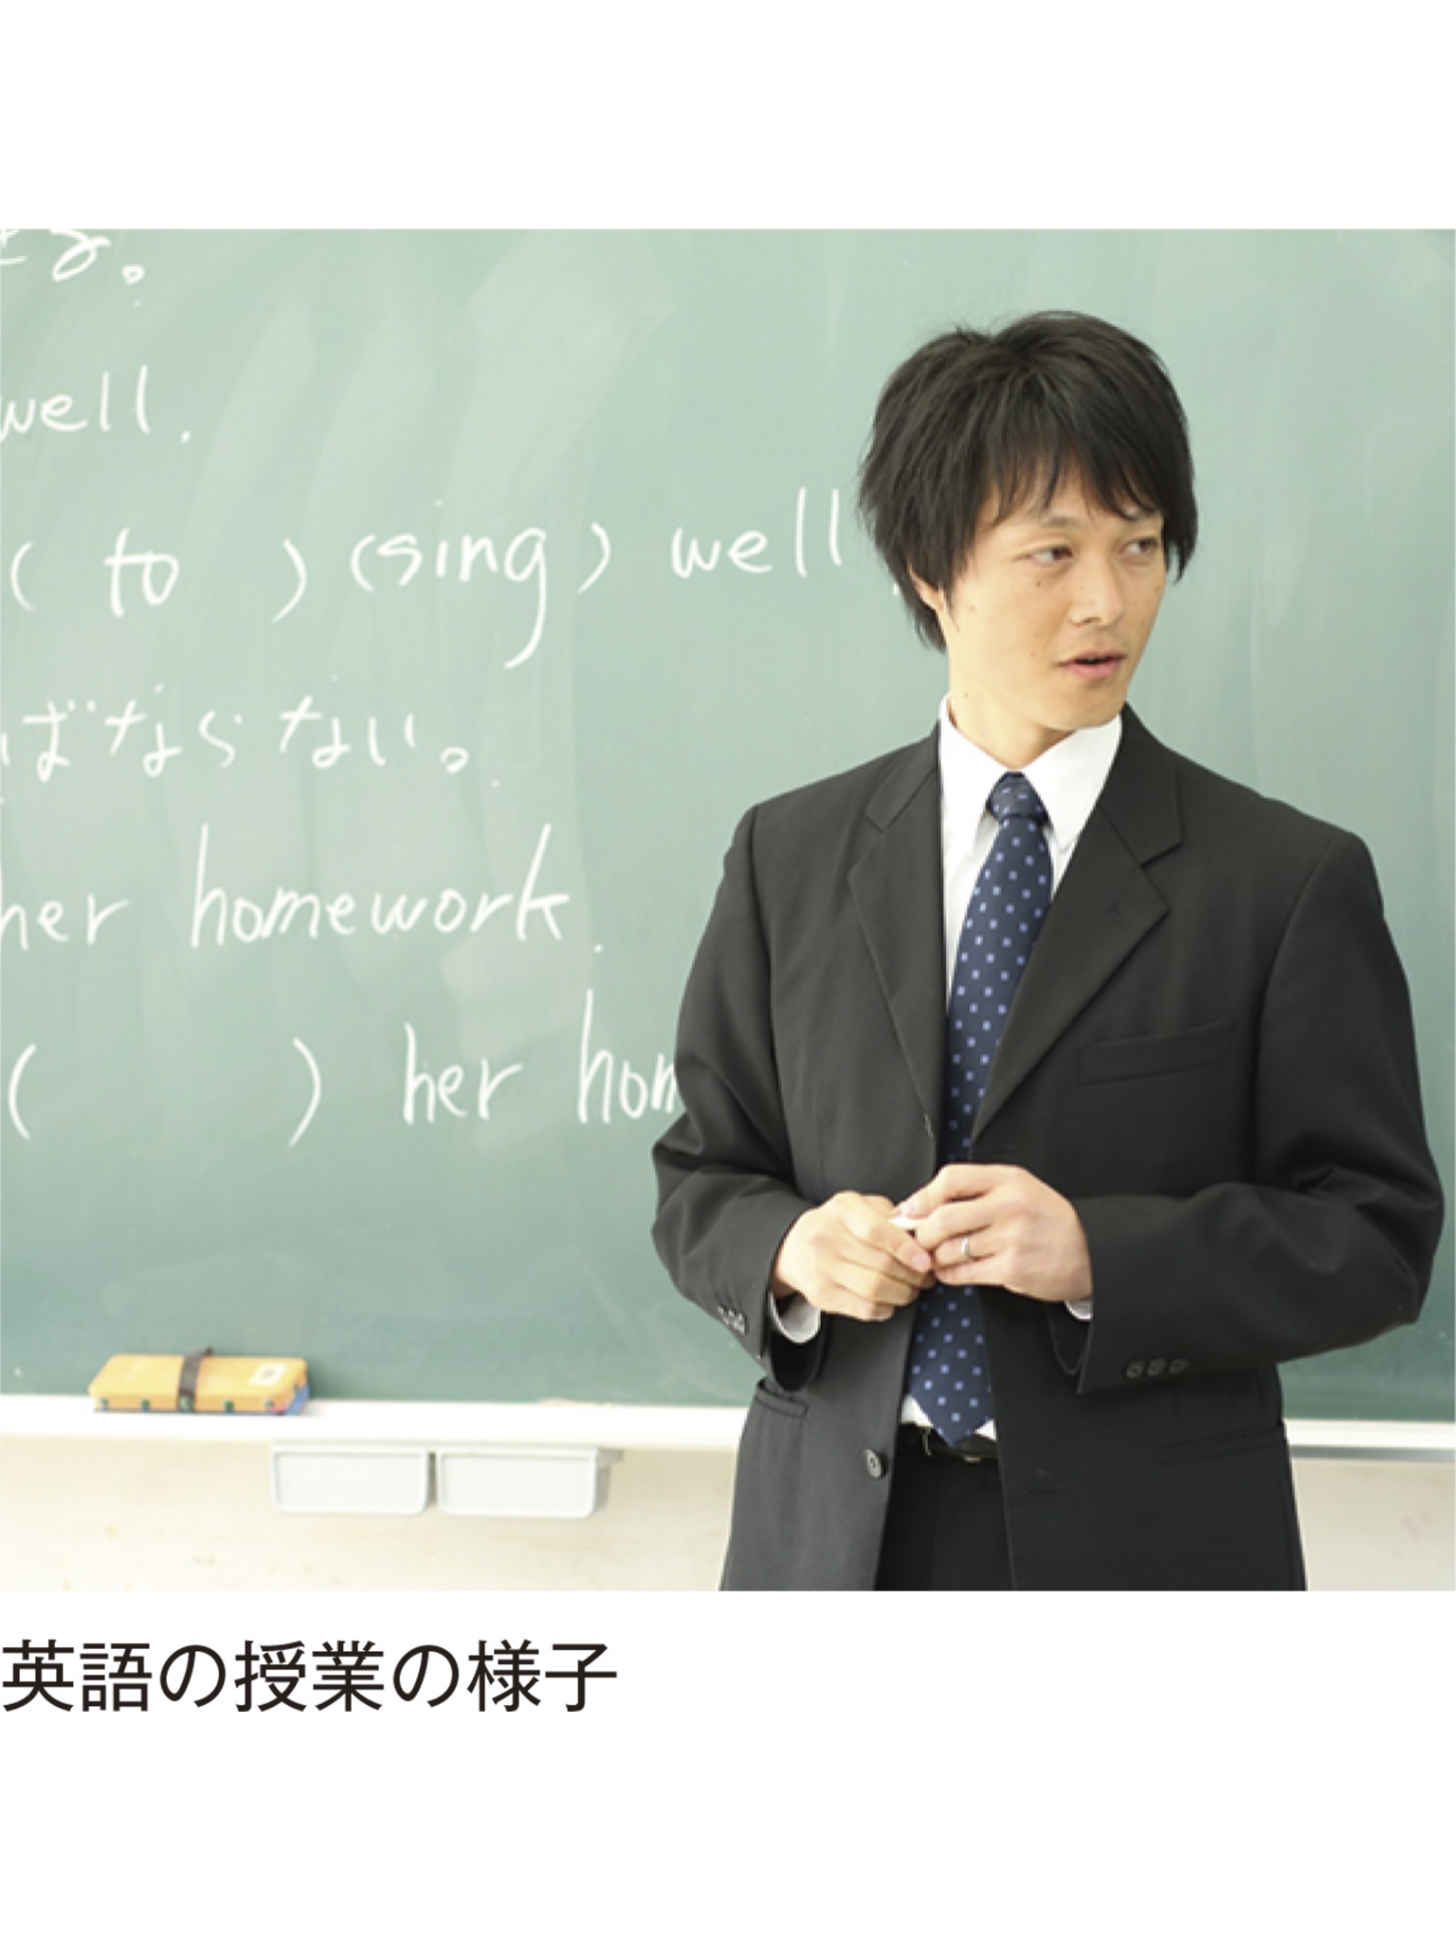 る。
well.
( to ) (sing) well.
ばならない。
her homework.
( ) her hom
英語の授業の様子